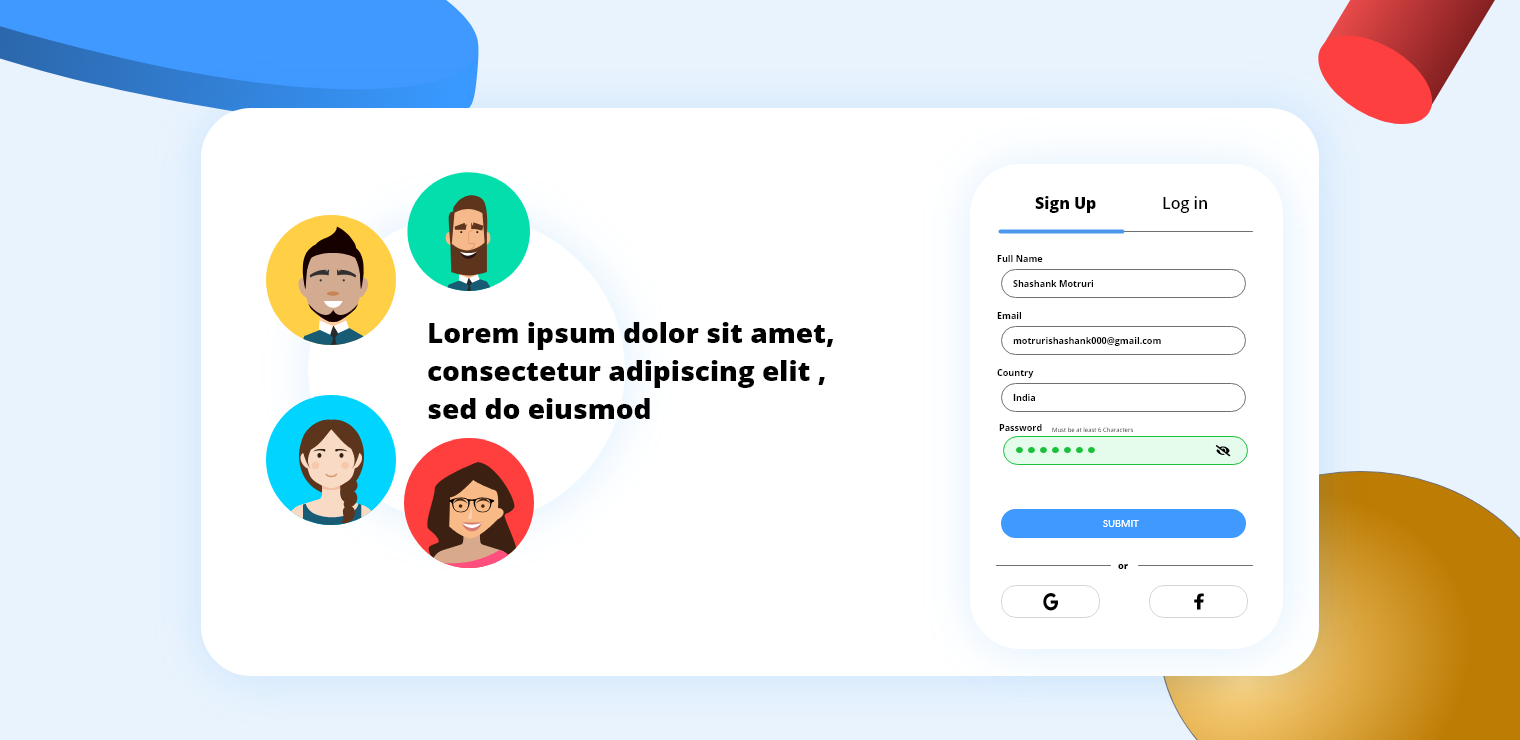 Lorem ipsum dolor sit amet,
consectetur adipiscing elit ,
sed do eiusmod
Sign Up Log in
Full Name
Shashank Motruri
Email
motrurishashank000@gmail.com
Country
India
Password Must be at least 6 Characters
SUBMIT
or